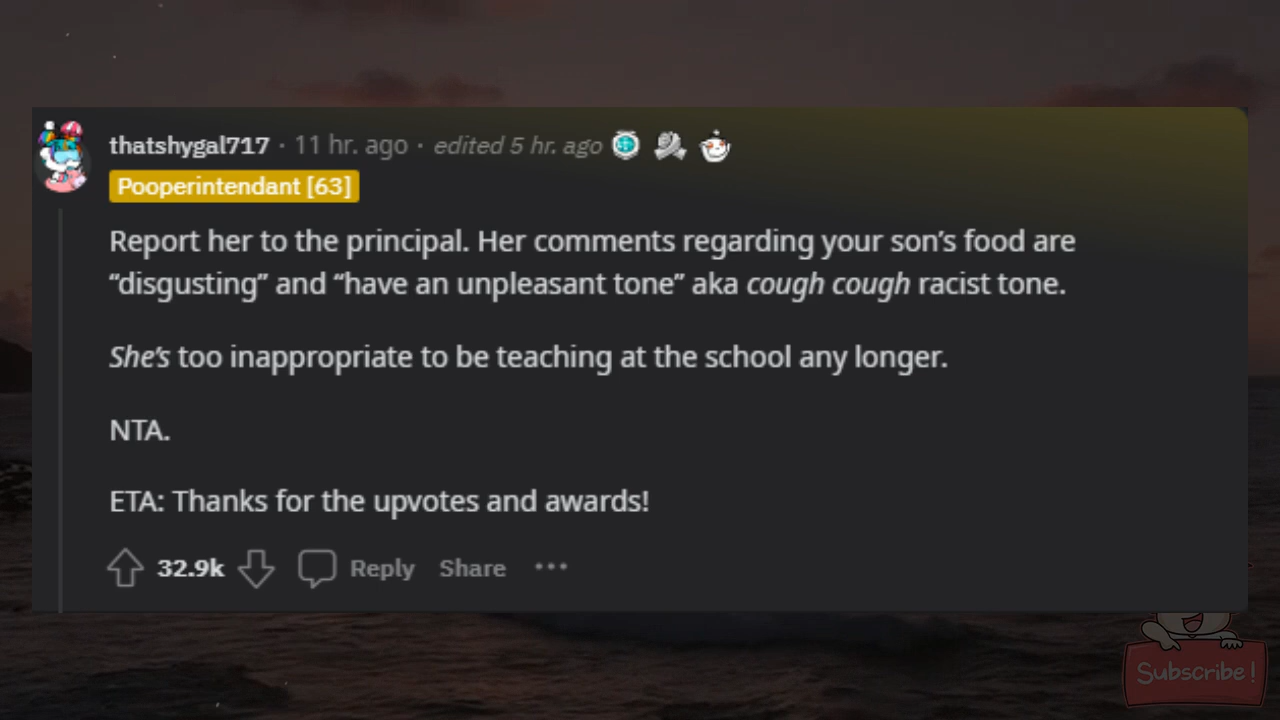 thatshygal717 · 11 hr. ago · edited 5 hr. ago
Pooperintendant [63]
Report her to the principal. Her comments regarding your son’s food are
“disgusting” and “have an unpleasant tone” aka cough cough racist tone.
She’s too inappropriate to be teaching at the school any longer.
NTA.
ETA: Thanks for the upvotes and awards!
32.9k Reply Share ···
Subscribe!